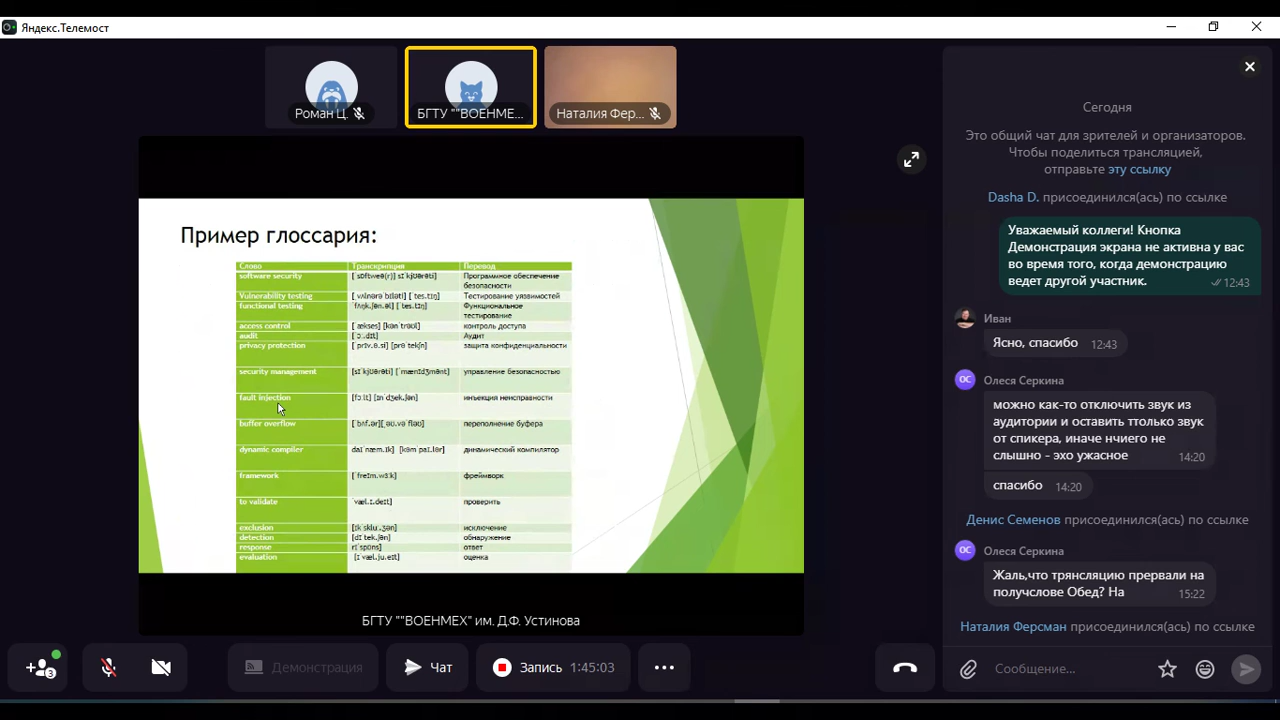 Яндекс.Телемост
Роман Ц.
БГТУ ""ВОЕНМЕ...
Наталия Фер...
Пример глоссария:
Слово Транскрипция Перевод
software security Программное обеспечение
безопасности
Vulnerability testing Тестирование уязвимостей
functional testing Функциональное
тестирование
access control контроль доступа
audit Аудит
privacy protection защита конфиденциальности
security management управление безопасностью
fault injection инъекция неисправности
buffer overflow переполнение буфера
dynamic compiler динамический компилятор
framework фреймворк
to validate проверить
exclusion исключение
detection обнаружение
response ответ
evaluation оценка
БГТУ ""ВОЕНМЕХ" им. Д.Ф. Устинова
3
Демонстрация
Чат
Запись 1:45:03
Сегодня
Это общий чат для зрителей и организаторов.
Чтобы поделиться трансляцией,
отправьте эту ссылку
Dasha D. присоединился(ась) по ссылке
Уважаемый коллеги! Кнопка
Демонстрация экрана не активна у вас
во время того, когда демонстрацию
ведет другой участник.
12:43
Иван
Ясно, спасибо 12:43
ОС
Олеся Серкина
можно как-то отключить звук из
аудитории и оставить ттолько звук
от спикера, иначе нчиего не
слышно - эхо ужасное 14:20
спасибо 14:20
Денис Семенов присоединился(ась) по ссылке
ОС
Олеся Серкина
Жаль,что трянсляцию прервали на
получслове Обед? На 15:22
Наталия Ферсман присоединился(ась) по ссылке
Сообщение...